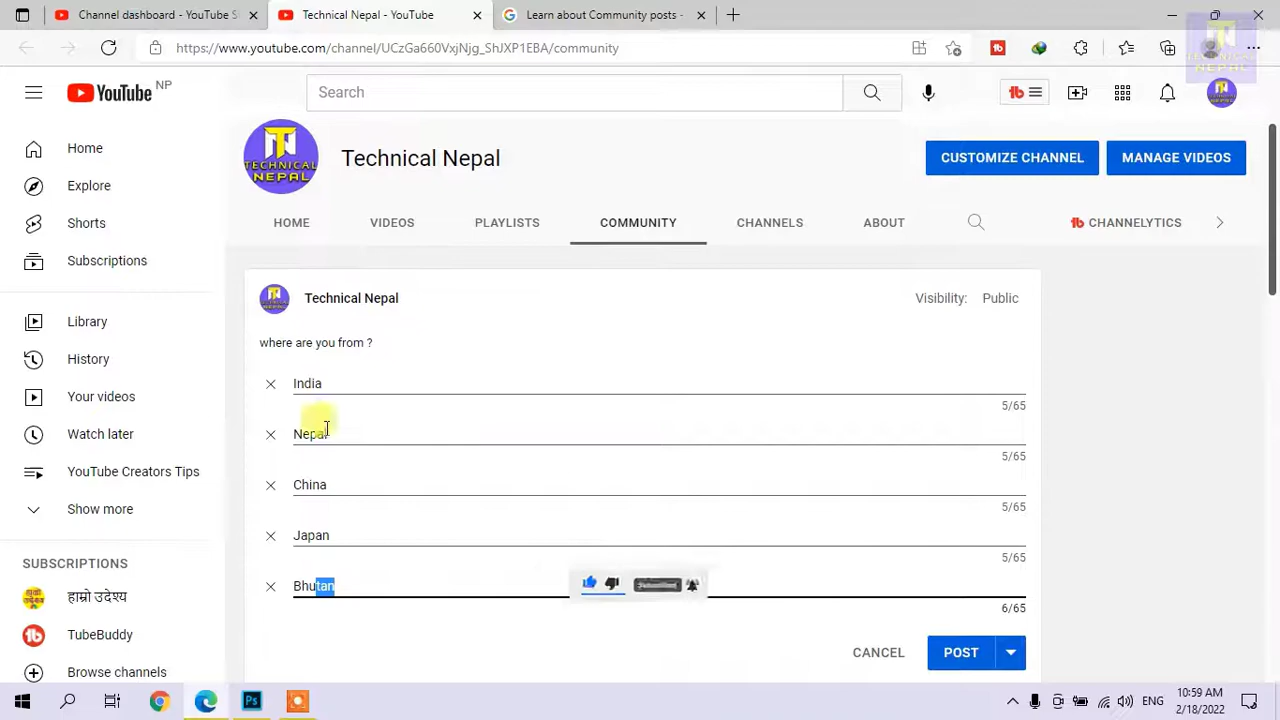 Channel dashboard - YouTube S
Technical Nepal - YouTube
Learn about Community posts -
https://www.youtube.com/channel/UCzGa660VxjNjg_ShJXP1EBA/community
YouTube NP
Search
Home
Explore
Shorts
Subscriptions
Library
History
Your videos
Watch later
YouTube Creators Tips
Show more
SUBSCRIPTIONS
हाम्रो उदेश्य
TubeBuddy
Browse channels
TECHNICAL
NEPAL
Technical Nepal
CUSTOMIZE CHANNEL
MANAGE VIDEOS
HOME
VIDEOS
PLAYLISTS
COMMUNITY
CHANNELS
ABOUT
CHANNELYTICS
Technical Nepal
Visibility: Public
where are you from ?
India
5/65
Nepal
5/65
China
5/65
Japan
5/65
Bhutan
6/65
CANCEL
POST
ENG
10:59 AM
2/18/2022
TECHNICAL
NEPAL